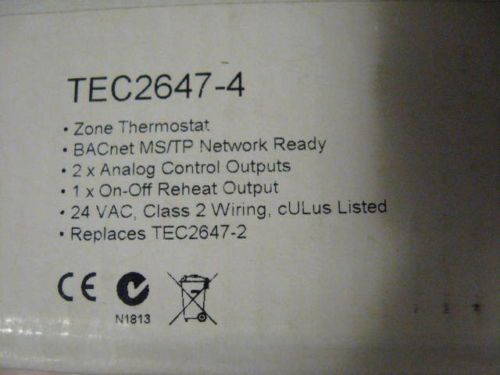 TEC2647-4
• Zone Thermostat
• BACnet MS/TP Network Ready
• 2 x Analog Control Outputs
• 1 x On-Off Reheat Output
• 24 VAC, Class 2 Wiring, cULus Listed
• Replaces TEC2647-2
CE
N1813